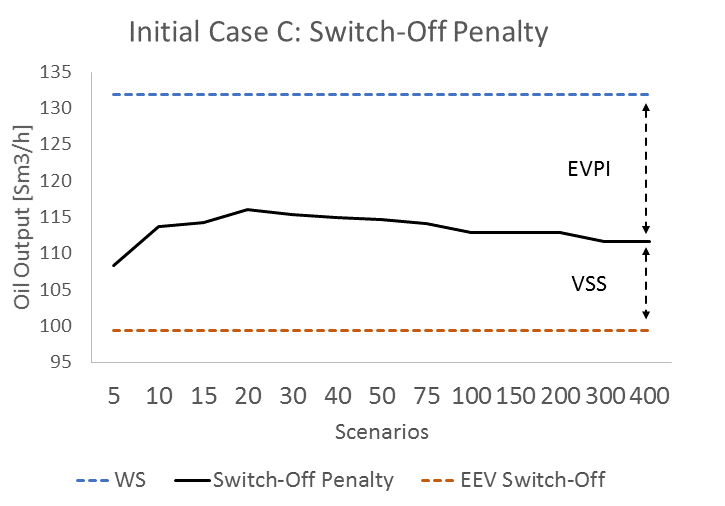 Initial Case C: Switch-Off Penalty
Oil Output [Sm3/h]
135
130
125
120
115
110
105
100
95
EVPI
VSS
5 10 15 20 30 40 50 75 100 150 200 300 400
Scenarios
WS Switch-Off Penalty EEV Switch-Off